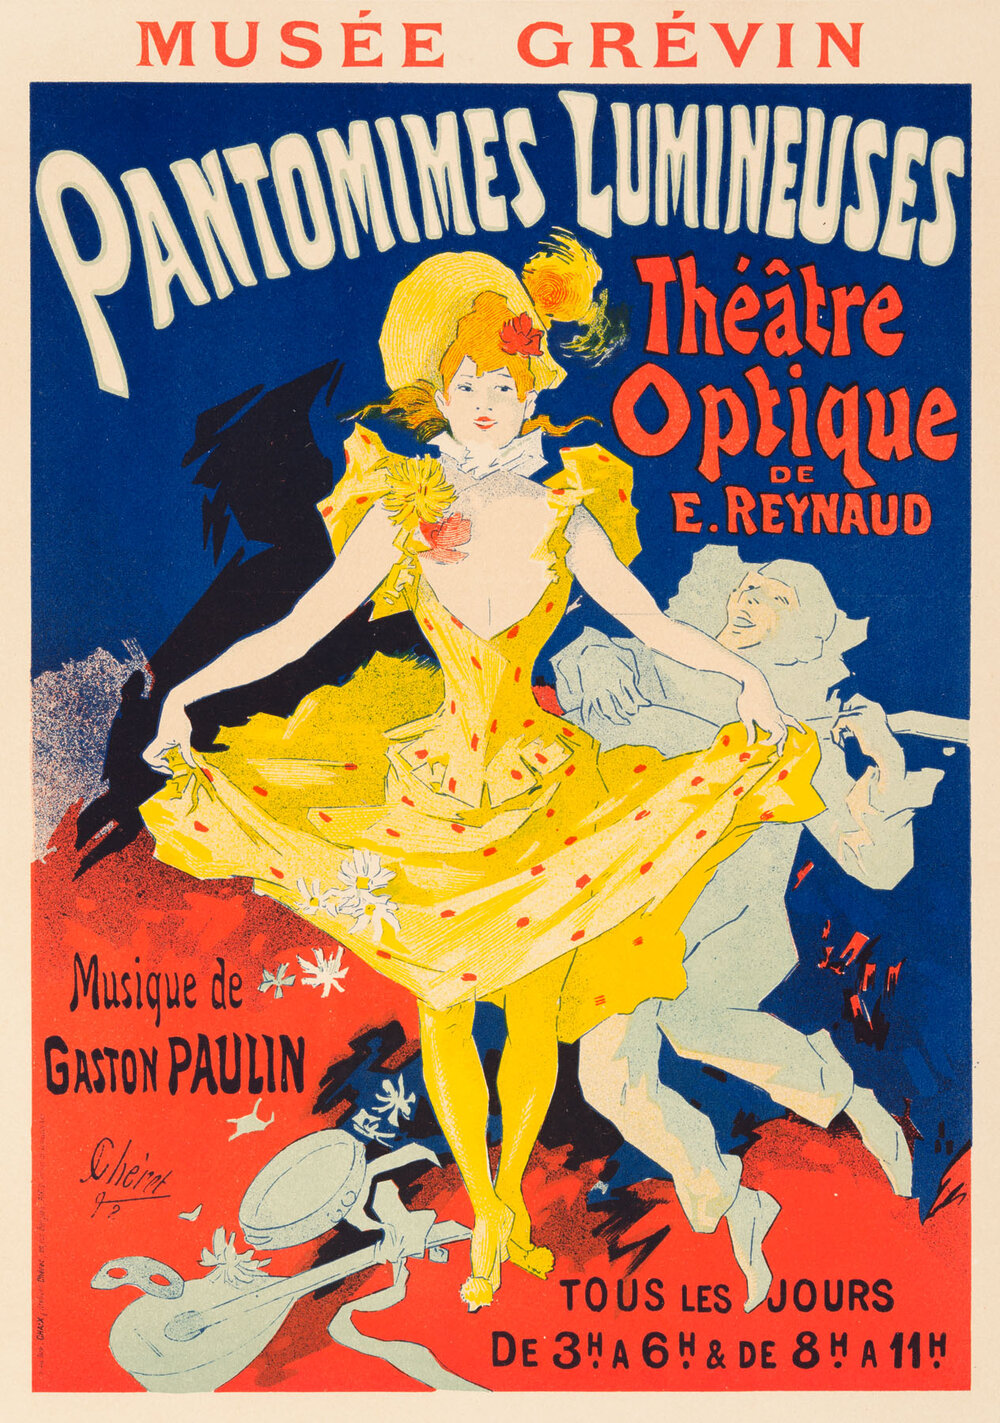 MUSÉE GRÉVIN
PANTOMIMES LUMINEUSES
Théâtre
Optique
DE
E. REYNAUD
Musique de
GASTON PAULIN
Chéret
92
TOUS LES JOURS
DE 3H. A 6H. & DE 8H. A 11H.